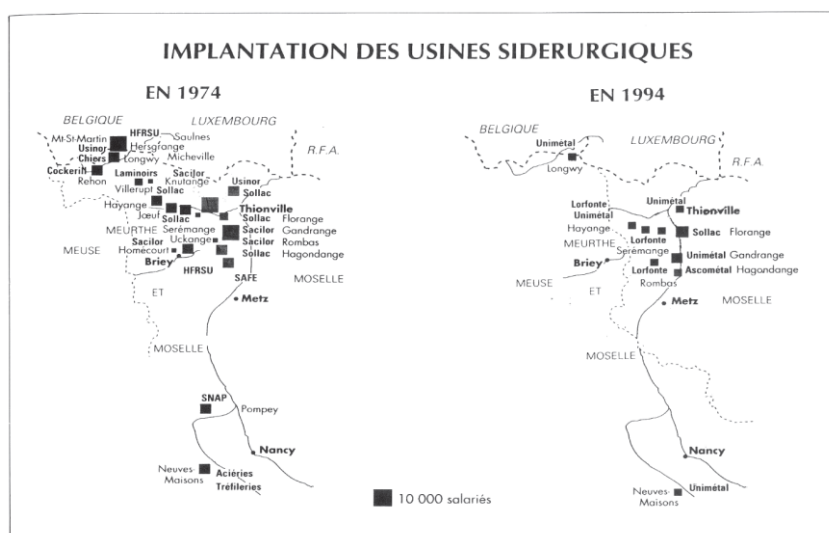 IMPLANTATION DES USINES SIDERURGIQUES
EN 1974
BELGIQUE
LUXEMBOURG
R.F.A.
HFRSU
Saulnes
Mt-St-Martin
Hersgrange
Usinor
Chiers
Longwy
Micheville
Cockerill
Rehon
Laminoirs
Villerupt
Sacilor
Knutange
Usinor
Sollac
Sollac
Hayange
Thionville
Jœuf
Sollac
Sollac
Florange
MEURTHE
Serémange
Sacilor
Gandrange
Uckange
MEUSE
Sacilor
Sacilor
Rombas
Homécourt
Sollac
Hagondange
Briey
HFRSU
SAFE
MOSELLE
ET
Metz
MOSELLE
SNAP
Pompey
Nancy
Neuves-
Maisons
Aciéries
Tréfileries
EN 1994
BELGIQUE
LUXEMBOURG
R.F.A.
Unimétal
Longwy
Lorfonte
Unimétal
Unimétal
Thionville
Hayange
Lorfonte
Sollac
Florange
MEURTHE
Serémange
Briey
Unimétal
Gandrange
Lorfonte
Ascométal
Hagondange
Rombas
MEUSE
ET
Metz
MOSELLE
MOSELLE
Nancy
Neuves-
Maisons
Unimétal
10 000 salariés